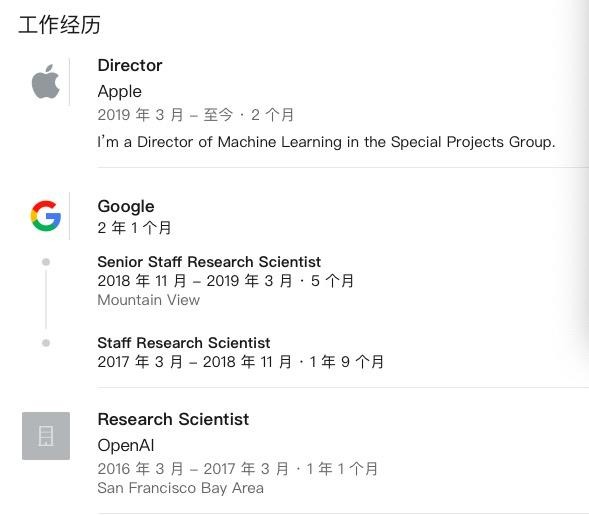 工作经历
Director
Apple
2019 年 3 月 – 至今 · 2 个月
I'm a Director of Machine Learning in the Special Projects Group.
Google
2 年 1 个月
Senior Staff Research Scientist
2018 年 11 月 – 2019 年 3 月 · 5 个月
Mountain View
Staff Research Scientist
2017 年 3 月 – 2018 年 11 月 · 1 年 9 个月
Research Scientist
OpenAI
2016 年 3 月 – 2017 年 3 月 · 1 年 1 个月
San Francisco Bay Area